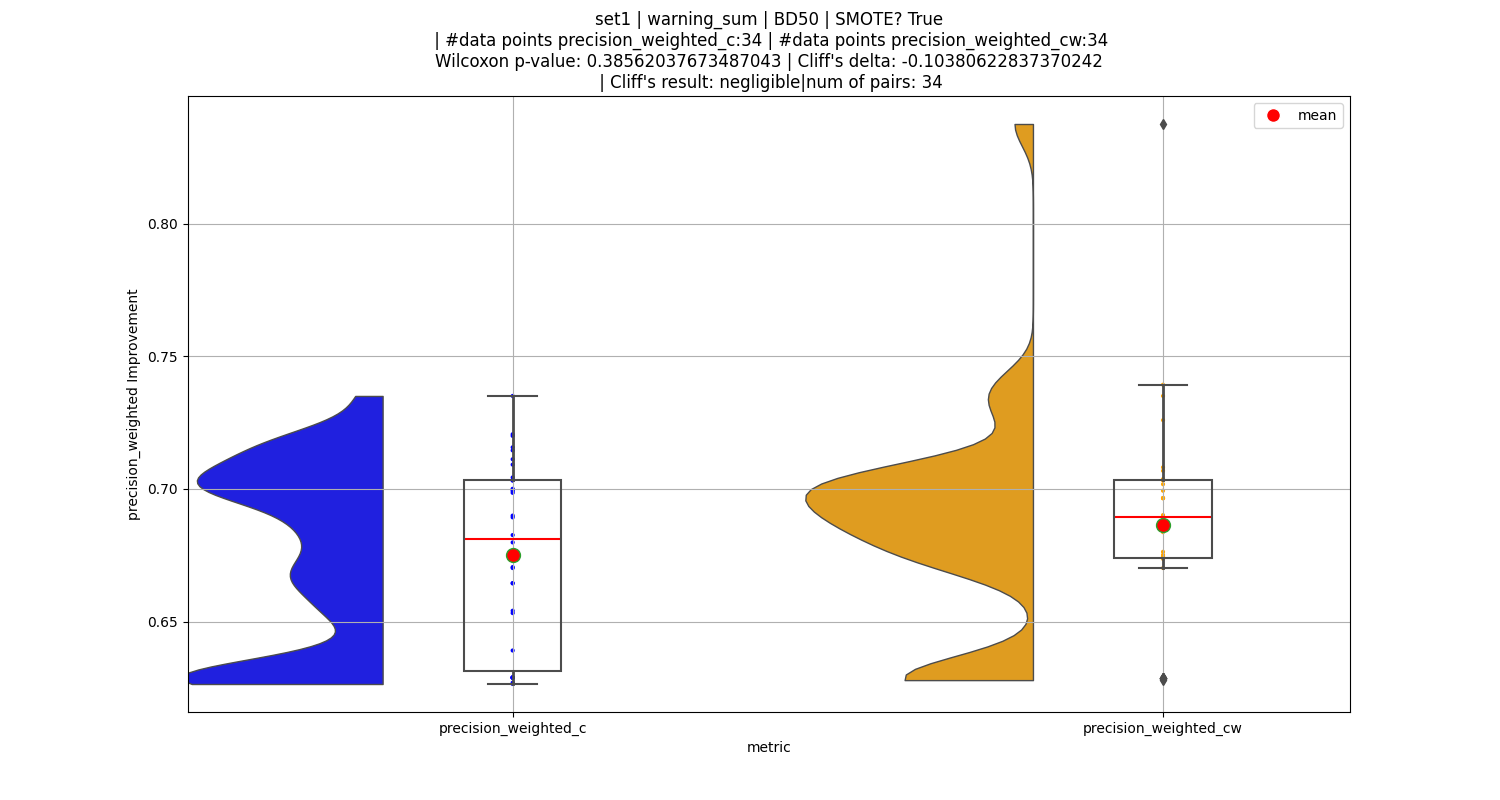 set1 | warning_sum | BD50 | SMOTE? True
| #data points precision_weighted_c:34 | #data points precision_weighted_cw:34
Wilcoxon p-value: 0.38562037673487043 | Cliff's delta: -0.10380622837370242
| Cliff's result: negligible|num of pairs: 34
mean
0.80
0.75
0.70
0.65
precision_weighted Improvement
precision_weighted_c
precision_weighted_cw
metric